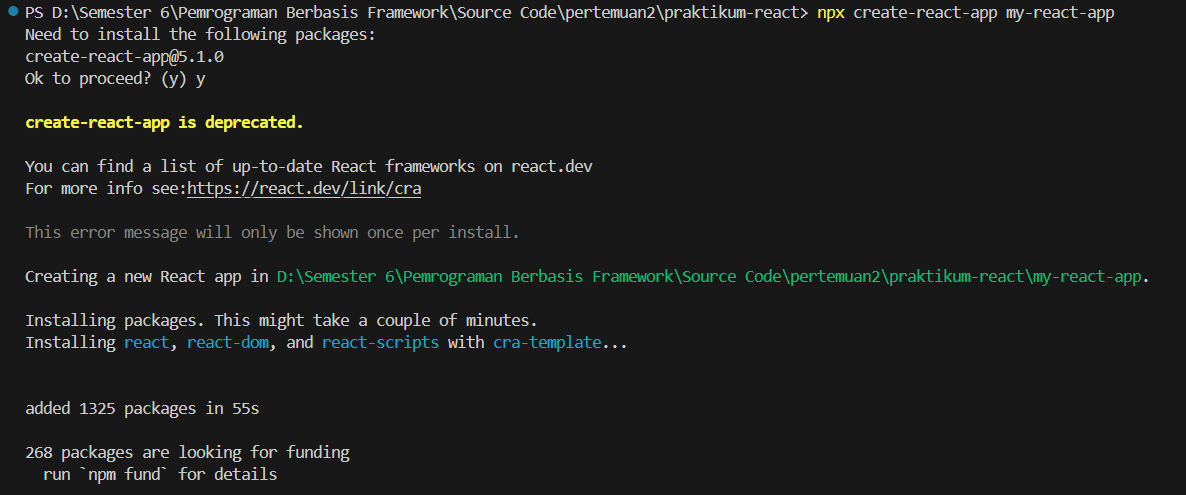 PS D:\Semester 6\Pemrograman Berbasis Framework\Source Code\pertemuan2\praktikum-react> npx create-react-app my-react-app
Need to install the following packages:
create-react-app@5.1.0
Ok to proceed? (y) y
create-react-app is deprecated.
You can find a list of up-to-date React frameworks on react.dev
For more info see:https://react.dev/link/cra
This error message will only be shown once per install.
Creating a new React app in D:\Semester 6\Pemrograman Berbasis Framework\Source Code\pertemuan2\praktikum-react\my-react-app.
Installing packages. This might take a couple of minutes.
Installing react, react-dom, and react-scripts with cra-template...
added 1325 packages in 55s
268 packages are looking for funding
  run `npm fund` for details